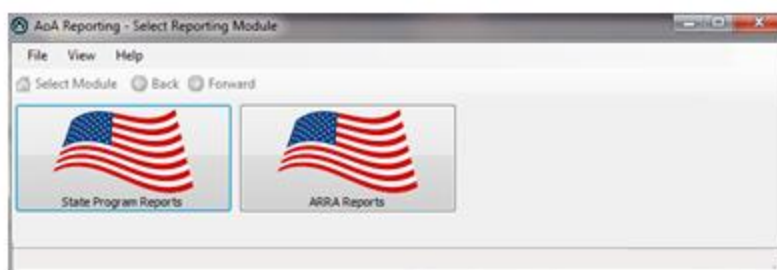 AoA Reporting - Select Reporting Module
File View Help
Select Module Back Forward
State Program Reports ARRA Reports